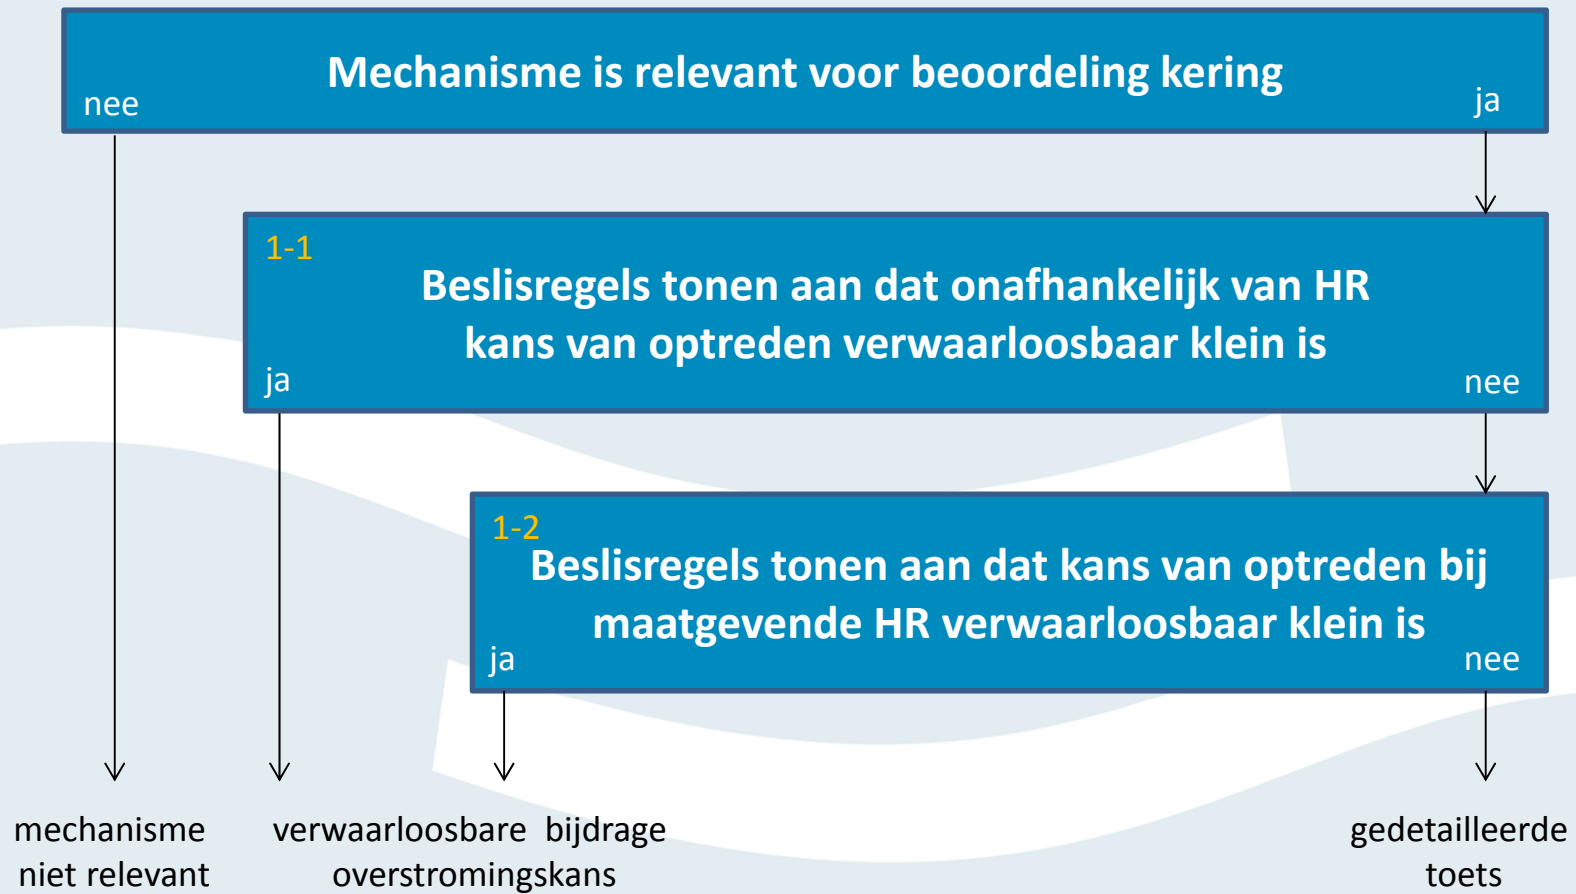 Mechanisme is relevant voor beoordeling kering
nee
ja
1-1
Beslisregels tonen aan dat onafhankelijk van HR
kans van optreden verwaarloosbaar klein is
ja
nee
1-2
Beslisregels tonen aan dat kans van optreden bij
maatgevende HR verwaarloosbaar klein is
ja
nee
mechanisme
niet relevant
verwaarloosbare bijdrage
overstromingskans
gedetailleerde
toets